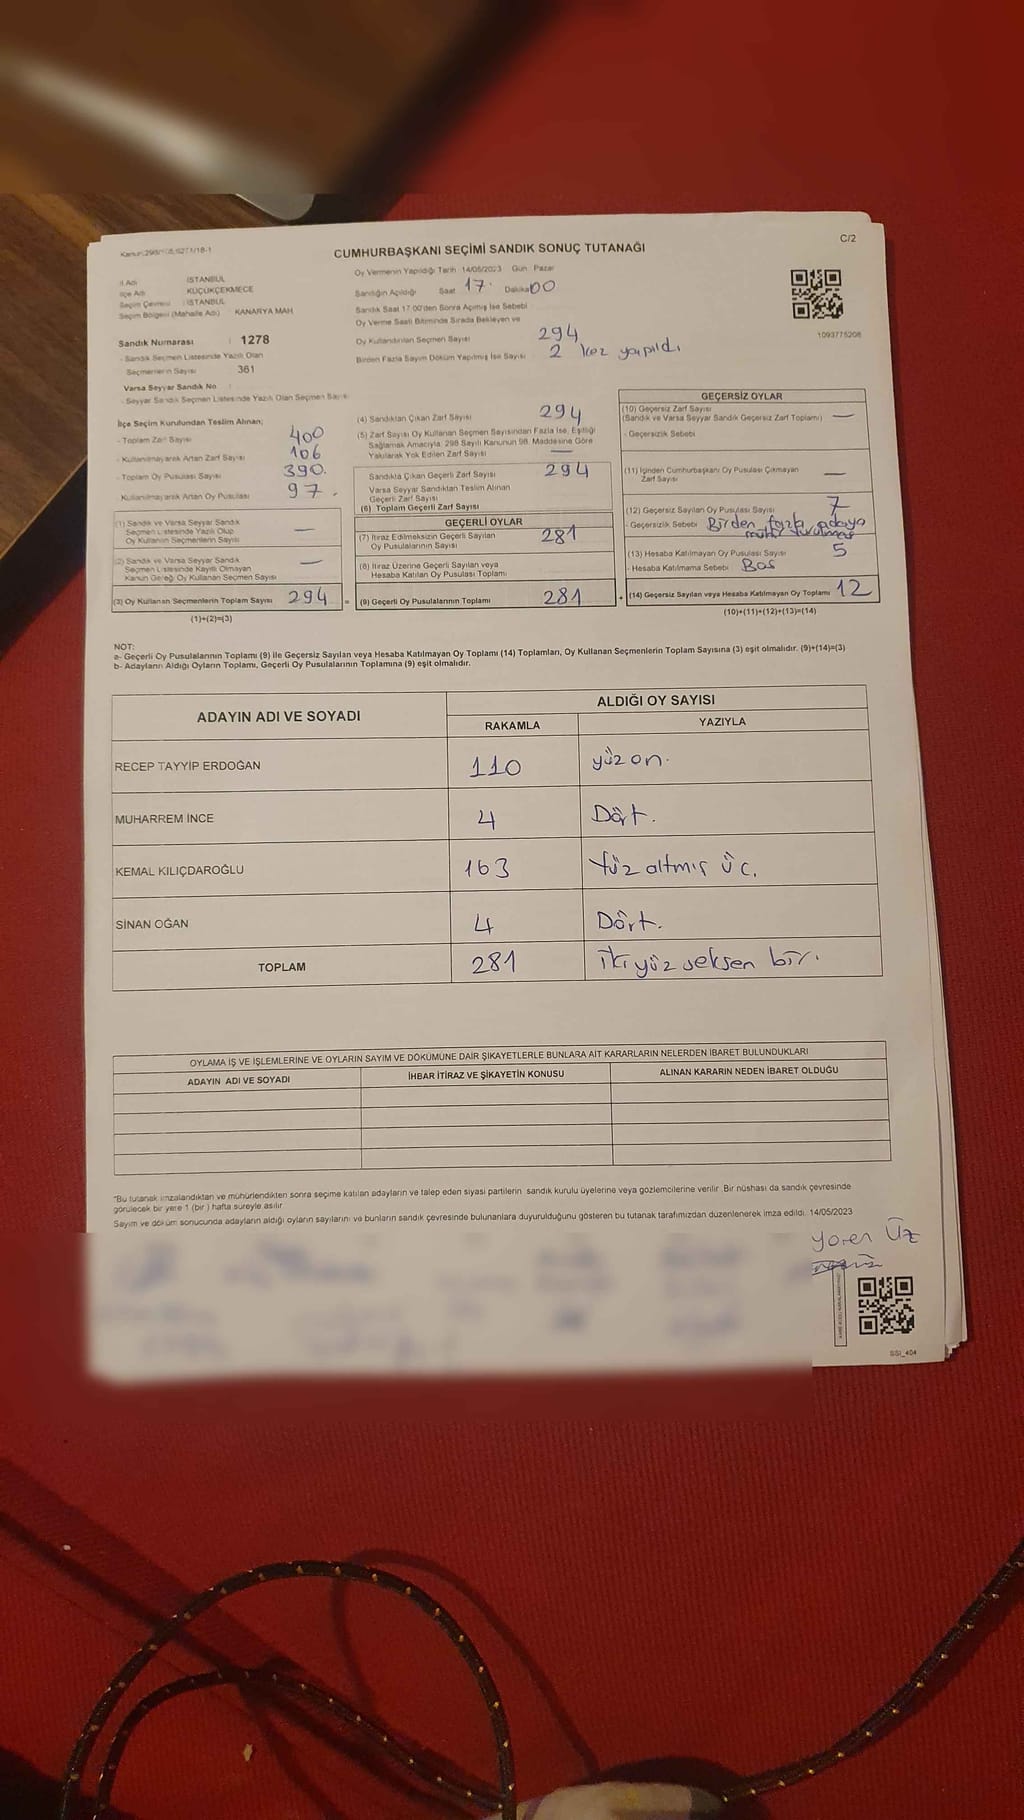 C/2
CUMHURBAŞKANI SEÇİMİ SANDIK SONUÇ TUTANAĞI
İl Adı İSTANBUL
İlçe Adı KÜÇÜKÇEKMECE
Seçim Çevresi : İSTANBUL
Seçim Bölgesi (Mahalle Adı) : KANARYA MAH.
Oy Vermenin Yapıldığı Tarih 14/05/2023 Gün Pazar
Sandığın Açıldığı Saat 17. Dakika 00
Sandık Saat 17.00'den Sonra Açılmış İse Sebebi
Oy Verme Saati Bitiminde Sırada Bekleyen ve
Oy Kullandırılan Seçmen Sayısı 294
Birden Fazla Sayım Döküm Yapılmış İse Sayısı 2 kez yapıldı
1093775208
Sandık Numarası : 1278
- Sandık Seçmen Listesinde Yazılı Olan
Seçmenlerin Sayısı 361
Varsa Seyyar Sandık No :
- Seyyar Sandık Seçmen Listesinde Yazılı Olan Seçmen Sayısı
İlçe Seçim Kurulundan Teslim Alınan;
- Toplam Zarf Sayısı 400
- Kullanılmayarak Artan Zarf Sayısı 106
- Toplam Oy Pusulası Sayısı 390.
Kullanılmayarak Artan Oy Pusulası 97.
(1) Sandık ve Varsa Seyyar Sandık
Seçmen Listesinde Yazılı Olup
Oy Kullanan Seçmenlerin Sayısı —
(2) Sandık ve Varsa Seyyar Sandık
Seçmen Listesinde Kayıtlı Olmayan
Kanun Gereği Oy Kullanan Seçmen Sayısı —
(3) Oy Kullanan Seçmenlerin Toplam Sayısı 294 =
(1)+(2)=(3)
(4) Sandıktan Çıkan Zarf Sayısı 294
(5) Zarf Sayısı Oy Kullanan Seçmen Sayısından Fazla İse, Eşitliği
Sağlamak Amacıyla; 298 Sayılı Kanunun 98. Maddesine Göre
Yakılarak Yok Edilen Zarf Sayısı —
Sandıkta Çıkan Geçerli Zarf Sayısı 294
Varsa Seyyar Sandıktan Teslim Alınan
Geçerli Zarf Sayısı
(6) Toplam Geçerli Zarf Sayısı
GEÇERLİ OYLAR
(7) İtiraz Edilmeksizin Geçerli Sayılan
Oy Pusulalarının Sayısı 281
(8) İtiraz Üzerine Geçerli Sayılan veya
Hesaba Katılan Oy Pusulası Toplamı
(9) Geçerli Oy Pusulalarının Toplamı 281 +
GEÇERSİZ OYLAR
(10) Geçersiz Zarf Sayısı
(Sandık ve Varsa Seyyar Sandık Geçersiz Zarf Toplamı) —
- Geçersizlik Sebebi
(11) İçinden Cumhurbaşkanı Oy Pusulası Çıkmayan
Zarf Sayısı —
(12) Geçersiz Sayılan Oy Pusulası Sayısı 7
- Geçersizlik Sebebi Birden fazla adaya
mühür vurulması
(13) Hesaba Katılmayan Oy Pusulası Sayısı 5
- Hesaba Katılmama Sebebi Boş
(14) Geçersiz Sayılan veya Hesaba Katılmayan Oy Toplamı 12
(10)+(11)+(12)+(13)=(14)
NOT:
a- Geçerli Oy Pusulalarının Toplamı (9) ile Geçersiz Sayılan veya Hesaba Katılmayan Oy Toplamı (14) Toplamları, Oy Kullanan Seçmenlerin Toplam Sayısına (3) eşit olmalıdır. (9)+(14)=(3)
b- Adayların Aldığı Oyların Toplamı, Geçerli Oy Pusulalarının Toplamına (9) eşit olmalıdır.
ADAYIN ADI VE SOYADI ALDIĞI OY SAYISI
RAKAMLA YAZIYLA
RECEP TAYYİP ERDOĞAN 110 yüz on.
MUHARREM İNCE 4 Dört.
KEMAL KILIÇDAROĞLU 163 Yüz altmış üç.
SİNAN OĞAN 4 Dört.
TOPLAM 281 iki yüz seksen bir.
OYLAMA İŞ VE İŞLEMLERİNE VE OYLARIN SAYIM VE DÖKÜMÜNE DAİR ŞİKAYETLERLE BUNLARA AİT KARARLARIN NELERDEN İBARET BULUNDUKLARI
ADAYIN ADI VE SOYADI İHBAR İTİRAZ VE ŞİKAYETİN KONUSU ALINAN KARARIN NEDEN İBARET OLDUĞU
*Bu tutanak imzalandıktan ve mühürlendikten sonra seçime katılan adayların ve talep eden siyasi partilerin sandık kurulu üyelerine veya gözlemcilerine verilir. Bir nüshası da sandık çevresinde
görülecek bir yere 1 (bir) hafta süreyle asılır
Sayım ve döküm sonucunda adayların aldığı oyların sayılarını ve bunların sandık çevresinde bulunanlara duyurulduğunu gösteren bu tutanak tarafımızdan düzenlenerek imza edildi. 14/05/2023
SSI_404